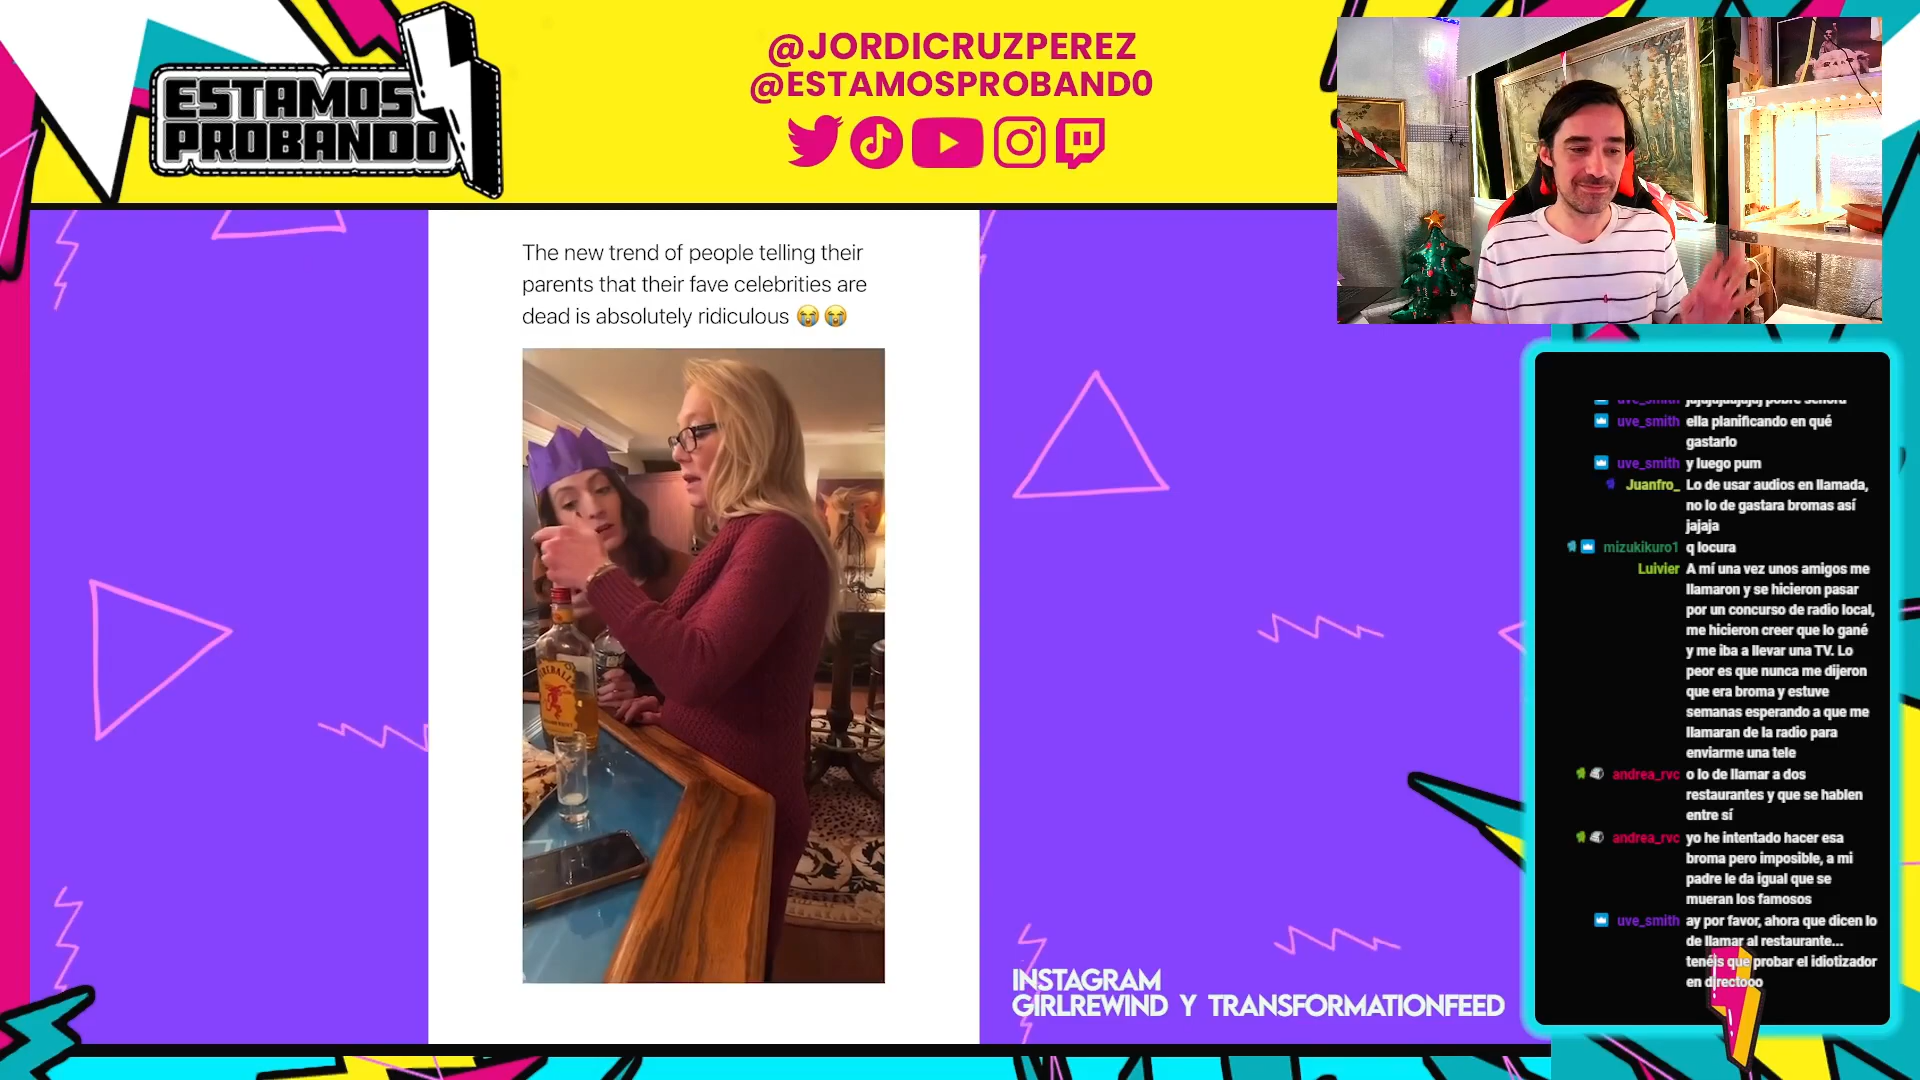 ESTAMOS
PROBANDO
@JORDICRUZPEREZ
@ESTAMOSPROBAND0
The new trend of people telling their
parents that their fave celebrities are
dead is absolutely ridiculous 😭😭
FIREBALL
INSTAGRAM
GIRLREWIND Y TRANSFORMATIONFEED
uve_smith jajajajaajajaj pobre señora
uve_smith ella planificando en qué
gastarlo
uve_smith y luego pum
Juanfro_ Lo de usar audios en llamada,
no lo de gastara bromas así
jajaja
mizukikuro1 q locura
Luivier A mí una vez unos amigos me
llamaron y se hicieron pasar
por un concurso de radio local,
me hicieron creer que lo gané
y me iba a llevar una TV. Lo
peor es que nunca me dijeron
que era broma y estuve
semanas esperando a que me
llamaran de la radio para
enviarme una tele
andrea_rvc o lo de llamar a dos
restaurantes y que se hablen
entre sí
andrea_rvc yo he intentado hacer esa
broma pero imposible, a mi
padre le da igual que se
mueran los famosos
uve_smith ay por favor, ahora que dicen lo
de llamar al restaurante...
tenéis que probar el idiotizador
en directooo